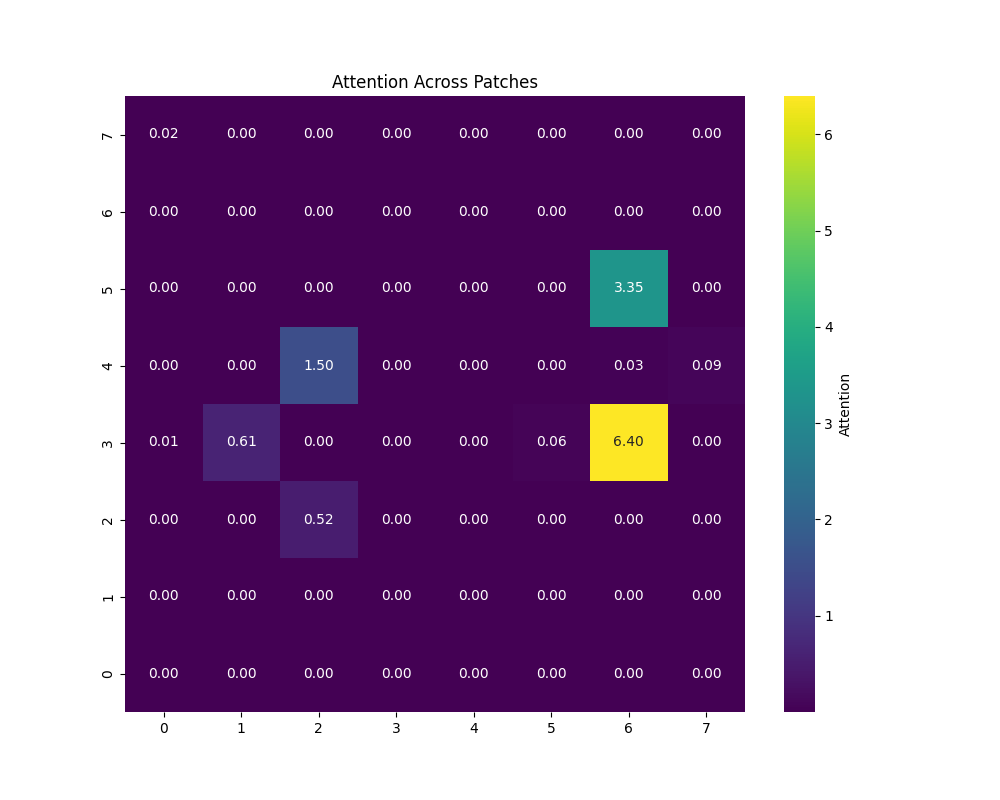 Attention Across Patches
7 0.02 0.00 0.00 0.00 0.00 0.00 0.00 0.00
6 0.00 0.00 0.00 0.00 0.00 0.00 0.00 0.00
5 0.00 0.00 0.00 0.00 0.00 0.00 3.35 0.00
4 0.00 0.00 1.50 0.00 0.00 0.00 0.03 0.09
3 0.01 0.61 0.00 0.00 0.00 0.06 6.40 0.00
2 0.00 0.00 0.52 0.00 0.00 0.00 0.00 0.00
1 0.00 0.00 0.00 0.00 0.00 0.00 0.00 0.00
0 0.00 0.00 0.00 0.00 0.00 0.00 0.00 0.00
0 1 2 3 4 5 6 7
6
5
4
3
2
1
Attention